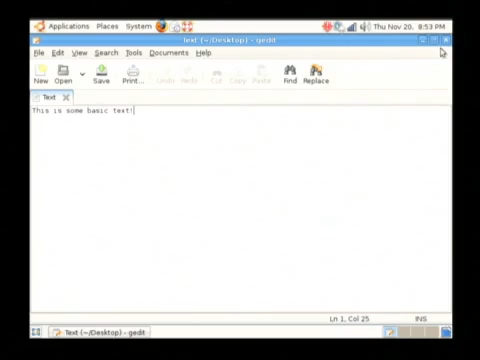 Applications Places System Thu Nov 20, 8:53 PM
Text (~/Desktop) - gedit
File Edit View Search Tools Documents Help
New Open Save Print... Undo Redo Cut Copy Paste Find Replace
Text
This is some basic text!
Ln 1, Col 25 INS
Text (~/Desktop) - gedit